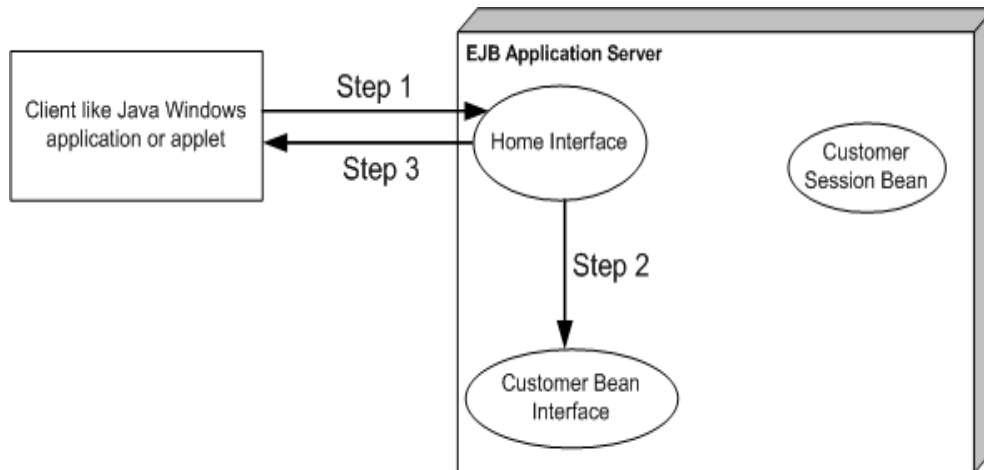 EJB Application Server
Step 1
Client like Java Windows
application or applet
Home Interface
Step 3
Customer
Session Bean
Step 2
Customer Bean
Interface